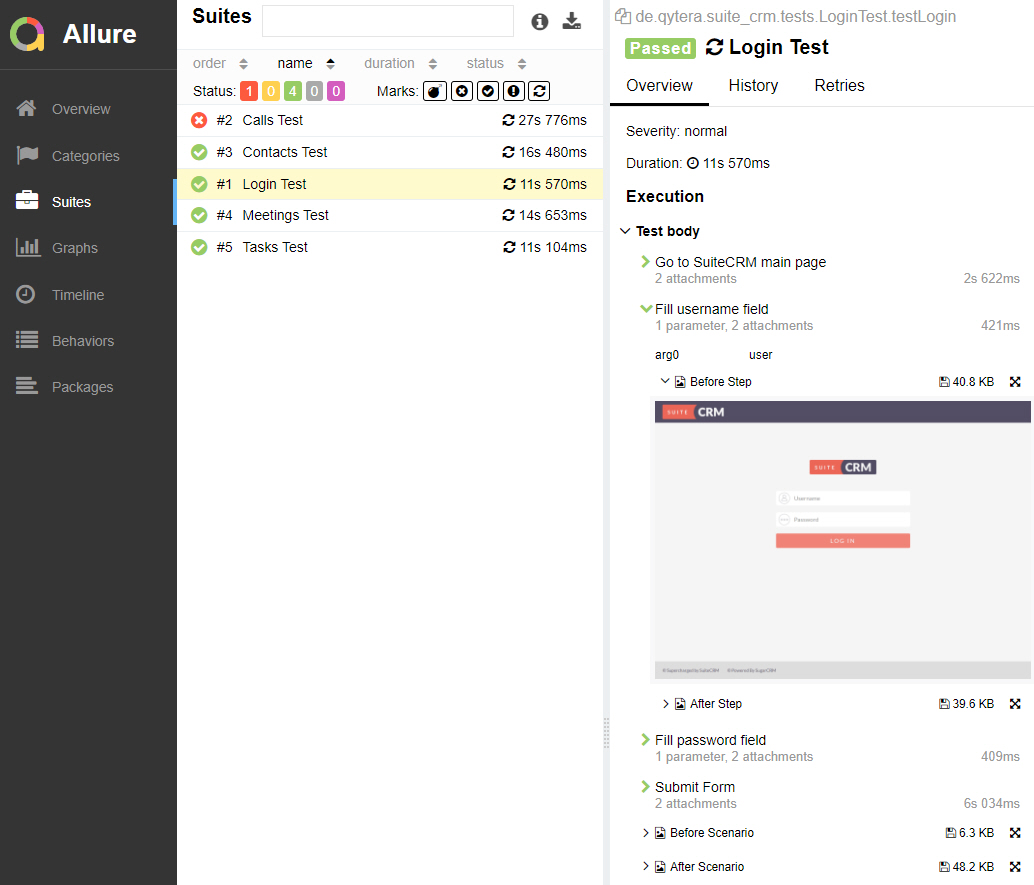 Allure
Overview
Categories
Suites
Graphs
Timeline
Behaviors
Packages
Suites
order name duration status
Status: 1 0 4 0 0 Marks:
#2 Calls Test 27s 776ms
#3 Contacts Test 16s 480ms
#1 Login Test 11s 570ms
#4 Meetings Test 14s 653ms
#5 Tasks Test 11s 104ms
de.qytera.suite_crm.tests.LoginTest.testLogin
Passed Login Test
Overview History Retries
Severity: normal
Duration: 11s 570ms
Execution
Test body
Go to SuiteCRM main page
2 attachments 2s 622ms
Fill username field
1 parameter, 2 attachments 421ms
arg0 user
Before Step 40.8 KB
SUITE CRM
SUITE CRM
Username
Password
LOG IN
© Supercharged by SuiteCRM © Powered By SugarCRM
After Step 39.6 KB
Fill password field
1 parameter, 2 attachments 409ms
Submit Form
2 attachments 6s 034ms
Before Scenario 6.3 KB
After Scenario 48.2 KB